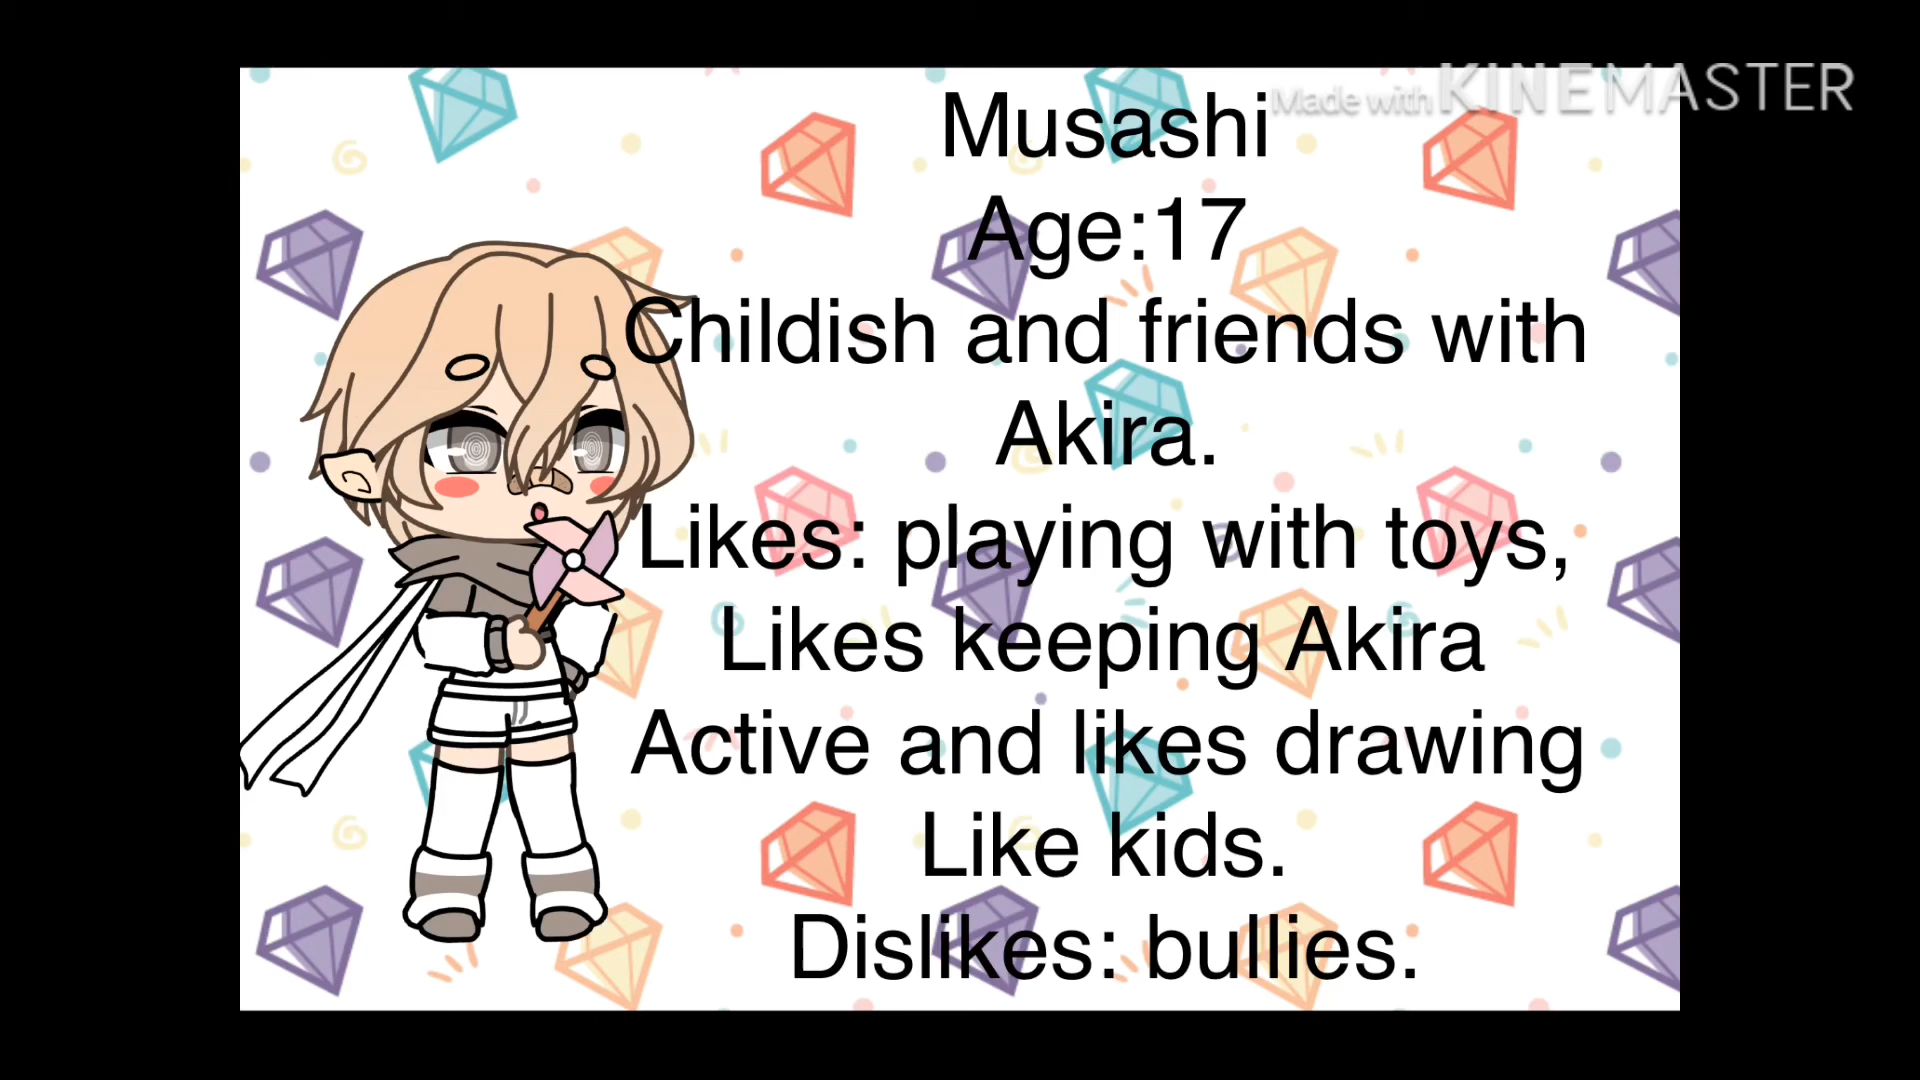 Made with KINEMASTER
Musashi
Age:17
Childish and friends with
Akira.
Likes: playing with toys,
Likes keeping Akira
Active and likes drawing
Like kids.
Dislikes: bullies.